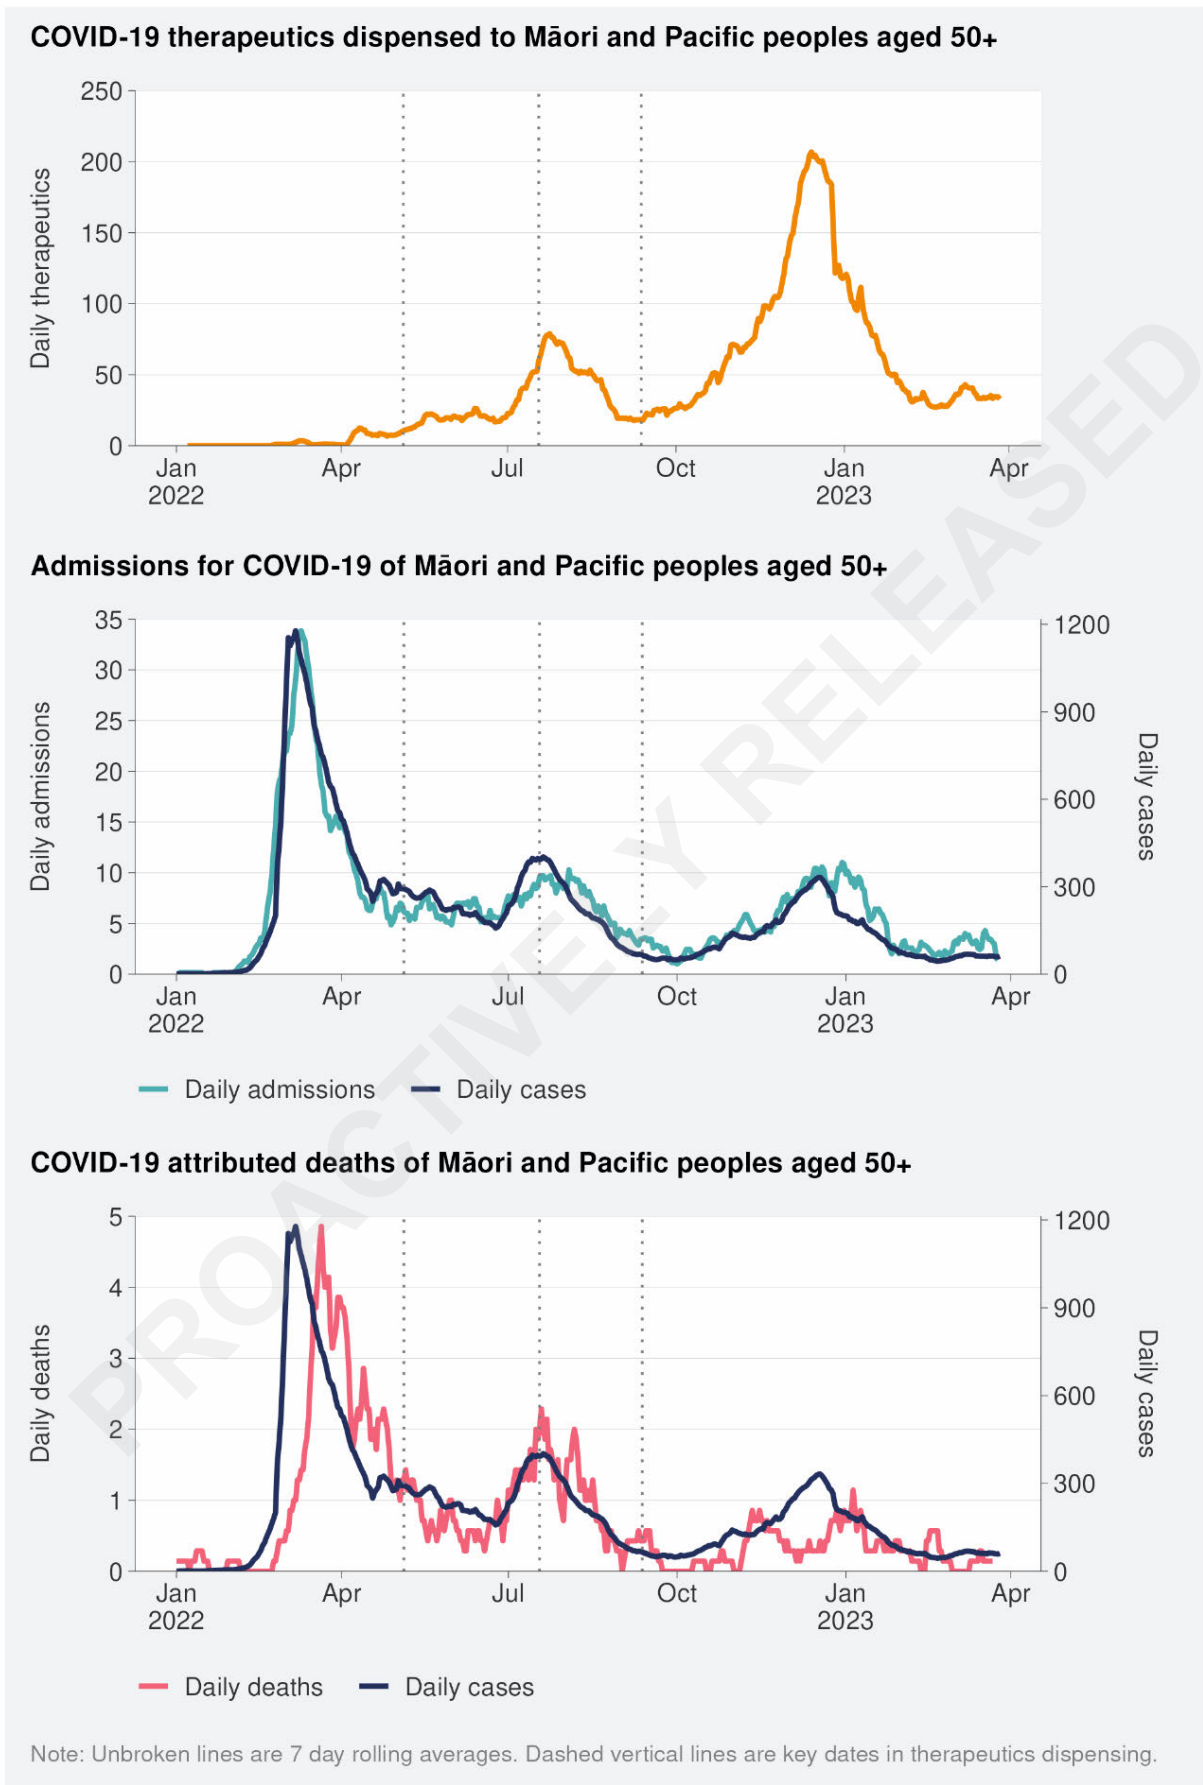 COVID-19 therapeutics dispensed to Māori and Pacific peoples aged 50+
250
200
150
100
50
0
Daily therapeutics
Jan Apr Jul Oct Jan Apr
2022 2023
Admissions for COVID-19 of Māori and Pacific peoples aged 50+
35
30
25
20
15
10
5
0
Daily admissions
1200
900
600
300
0
Daily cases
Jan Apr Jul Oct Jan Apr
2022 2023
Daily admissions Daily cases
COVID-19 attributed deaths of Māori and Pacific peoples aged 50+
5
4
3
2
1
0
Daily deaths
1200
900
600
300
0
Daily cases
Jan Apr Jul Oct Jan Apr
2022 2023
Daily deaths Daily cases
Note: Unbroken lines are 7 day rolling averages. Dashed vertical lines are key dates in therapeutics dispensing.
PROACTIVELY RELEASED